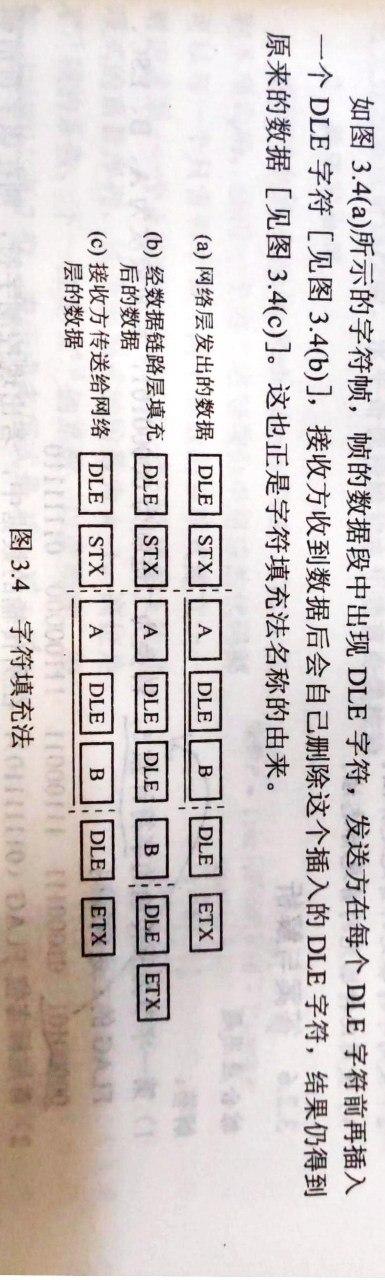 如图 3.4(a)所示的字符帧，帧的数据段中出现 DLE 字符，发送方在每个 DLE 字符前再插入
一个 DLE 字符［见图 3.4(b)］，接收方收到数据后会自己删除这个插入的 DLE 字符，结果仍得到
原来的数据［见图 3.4(c)］。这也正是字符填充法名称的由来。
(a) 网络层发出的数据 DLE STX A DLE B DLE ETX
(b) 经数据链路层填充 DLE STX A DLE DLE B DLE ETX
后的数据
(c) 接收方传送给网络 DLE STX A DLE B DLE ETX
层的数据
图 3.4 字符填充法